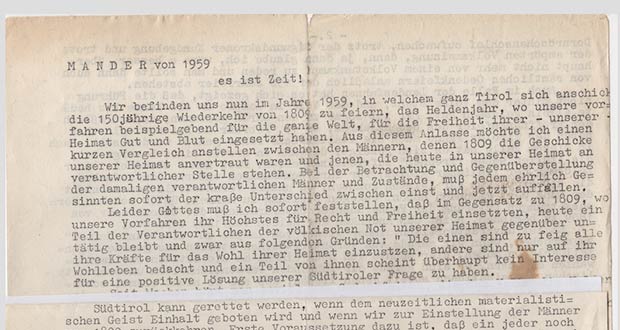 M A N D E R von 1959
es ist Zeit!
Wir befinden uns nun im Jahre 1959, in welchem ganz Tirol sich anschick
die 150jährige Wiederkehr von 1809 zu feiern, das Heldenjahr, wo unsere vor-
fahren beispielgebend für die ganze Welt, für die Freiheit ihrer - unserer -
Heimat Gut und Blut eingesetzt haben. Aus diesem Anlasse möchte ich einen
kurzen Vergleich anstellen zwischen den Männern, denen 1809 die Geschicke
unserer Heimat anvertraut waren und jenen, die heute in unserer Heimat an
verantwortlicher Stelle stehen. Bei der Betrachtung und Gegenüberstellung
der damaligen verantwortlichen Männer und Zustände, muß jedem ehrlich Ge-
sinnten sofort der kraße Unterschied zwischen einst und jetzt auffallen.
Leider Gottes muß ich sofort feststellen, daß im Gegensatz zu 1809, wo
unsere Vorfahren ihr Höchstes für Recht und Freiheit einsetzten, heute ein
Teil der Verantwortlichen der völkischen Not unserer Heimat gegenüber un-
tätig bleibt und zwar aus folgenden Gründen: " Die einen sind zu feig alle
ihre Kräfte für das Wohl ihrer Heimat einzustzen, andere sind nur auf ihr
Wohlleben bedacht und ein Teil von ihnen scheint überhaupt kein Interesse
für eine positive Lösung unserer Südtiroler Frage zu haben.
Südtirol kann gerettet werden, wenn dem neuzeitlichen materialisti-
schen Geist Einhalt geboten wird und wenn wir zur Einstellung der Männer
Erste Voraussetzung dazu ist, daß ein jeder noch